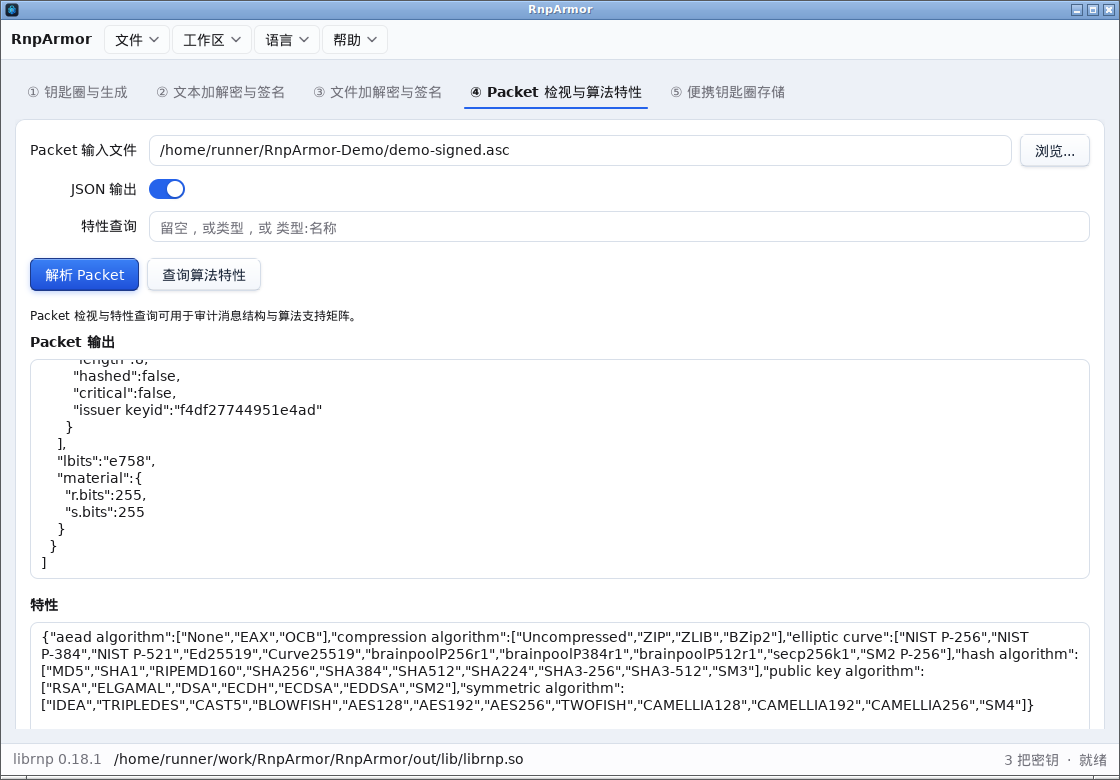 RnpArmor
RnpArmor 文件 工作区 语言 帮助
① 钥匙圈与生成 ② 文本加解密与签名 ③ 文件加解密与签名 ④ Packet 检视与算法特性 ⑤ 便携钥匙圈存储
Packet 输入文件 /home/runner/RnpArmor-Demo/demo-signed.asc 浏览...
JSON 输出
特性查询 留空，或类型，或 类型:名称
解析 Packet 查询算法特性
Packet 检视与特性查询可用于审计消息结构与算法支持矩阵。
Packet 输出
"length":8,
"hashed":false,
"critical":false,
"issuer keyid":"f4df27744951e4ad"
}
],
"lbits":"e758",
"material":{
"r.bits":255,
"s.bits":255
}
}
]
特性
{"aead algorithm":["None","EAX","OCB"],"compression algorithm":["Uncompressed","ZIP","ZLIB","BZip2"],"elliptic curve":["NIST P-256","NIST
P-384","NIST P-521","Ed25519","Curve25519","brainpoolP256r1","brainpoolP384r1","brainpoolP512r1","secp256k1","SM2 P-256"],"hash algorithm":
["MD5","SHA1","RIPEMD160","SHA256","SHA384","SHA512","SHA224","SHA3-256","SHA3-512","SM3"],"public key algorithm":
["RSA","ELGAMAL","DSA","ECDH","ECDSA","EDDSA","SM2"],"symmetric algorithm":
["IDEA","TRIPLEDES","CAST5","BLOWFISH","AES128","AES192","AES256","TWOFISH","CAMELLIA128","CAMELLIA192","CAMELLIA256","SM4"]}
librnp 0.18.1 /home/runner/work/RnpArmor/RnpArmor/out/lib/librnp.so 3 把密钥 · 就绪